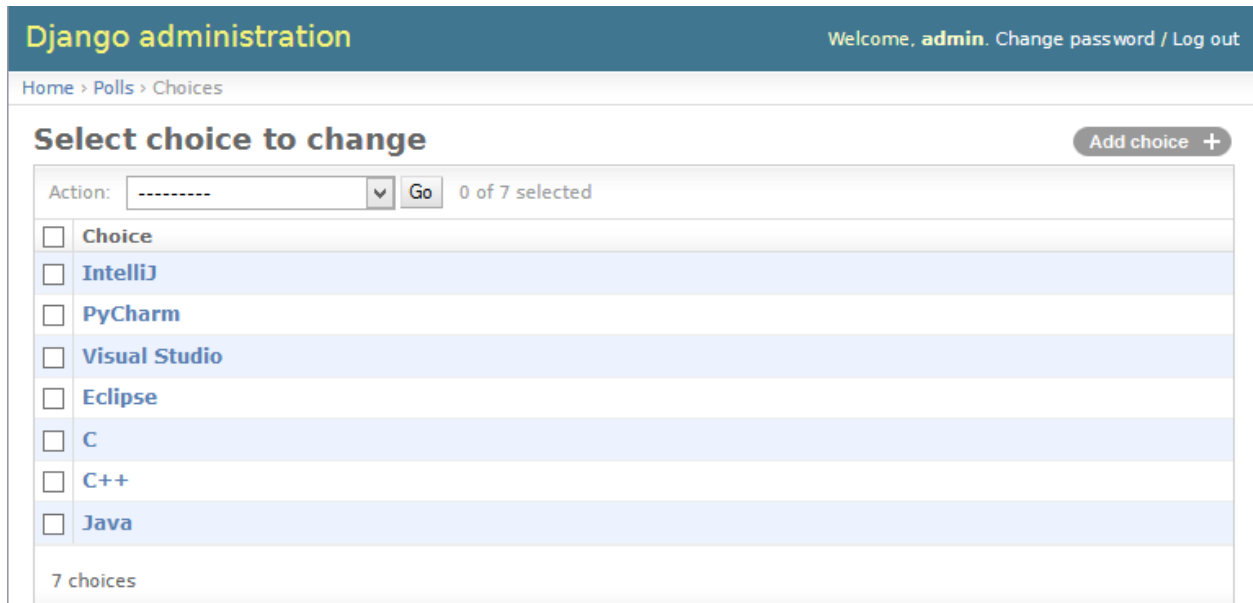 Django administration
Welcome, admin. Change password / Log out
Home › Polls › Choices
Select choice to change
Add choice +
Action: --------- Go 0 of 7 selected
Choice
IntelliJ
PyCharm
Visual Studio
Eclipse
C
C++
Java
7 choices